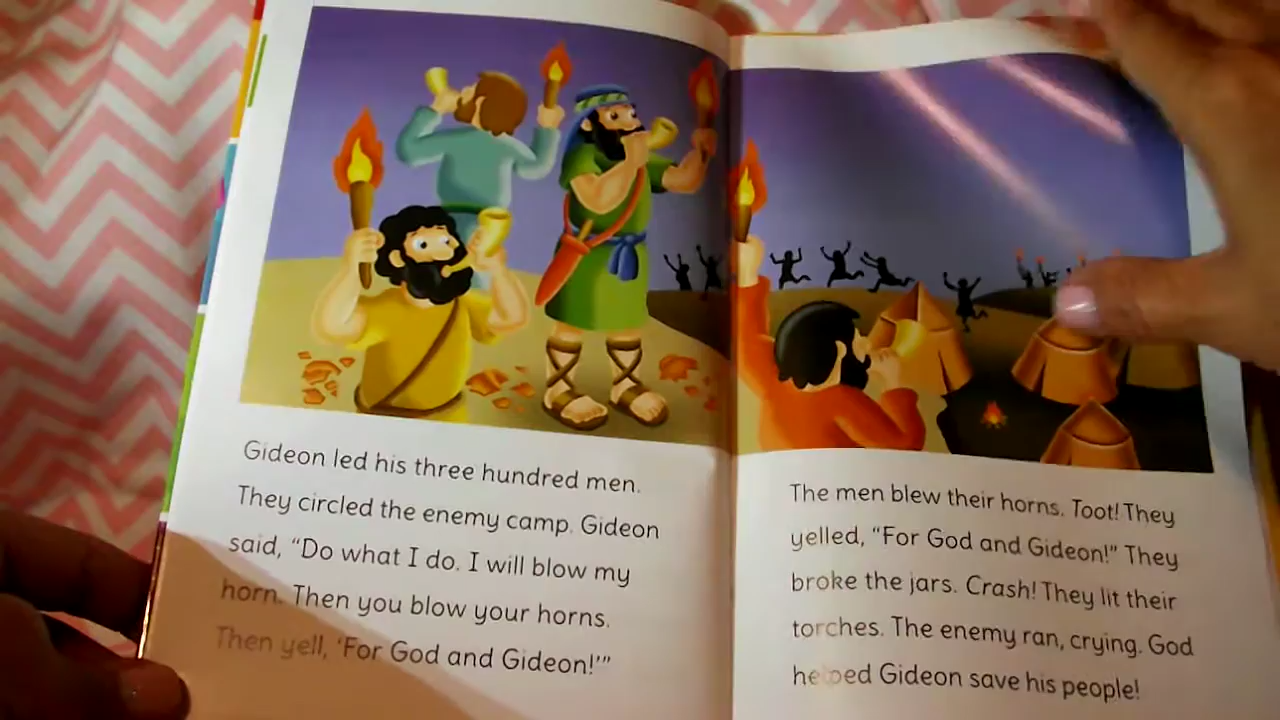 Gideon led his three hundred men.
They circled the enemy camp. Gideon
said, “Do what I do. I will blow my
horn. Then you blow your horns.
Then yell, ‘For God and Gideon!’”
The men blew their horns. Toot! They
yelled, “For God and Gideon!” They
broke the jars. Crash! They lit their
torches. The enemy ran, crying. God
helped Gideon save his people!